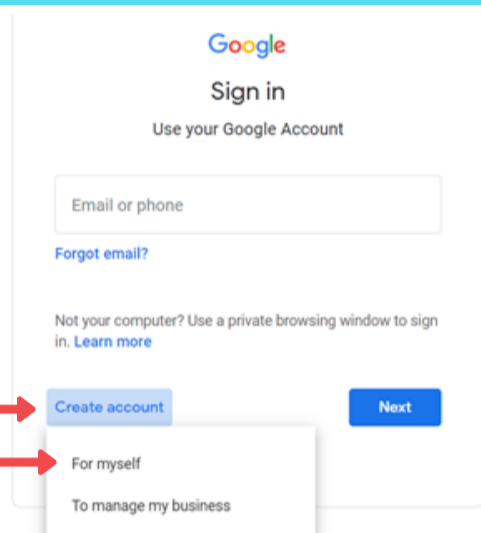 Google
Sign in
Use your Google Account
Email or phone
Forgot email?
Not your computer? Use a private browsing window to sign
in. Learn more
Create account
Next
For myself
To manage my business